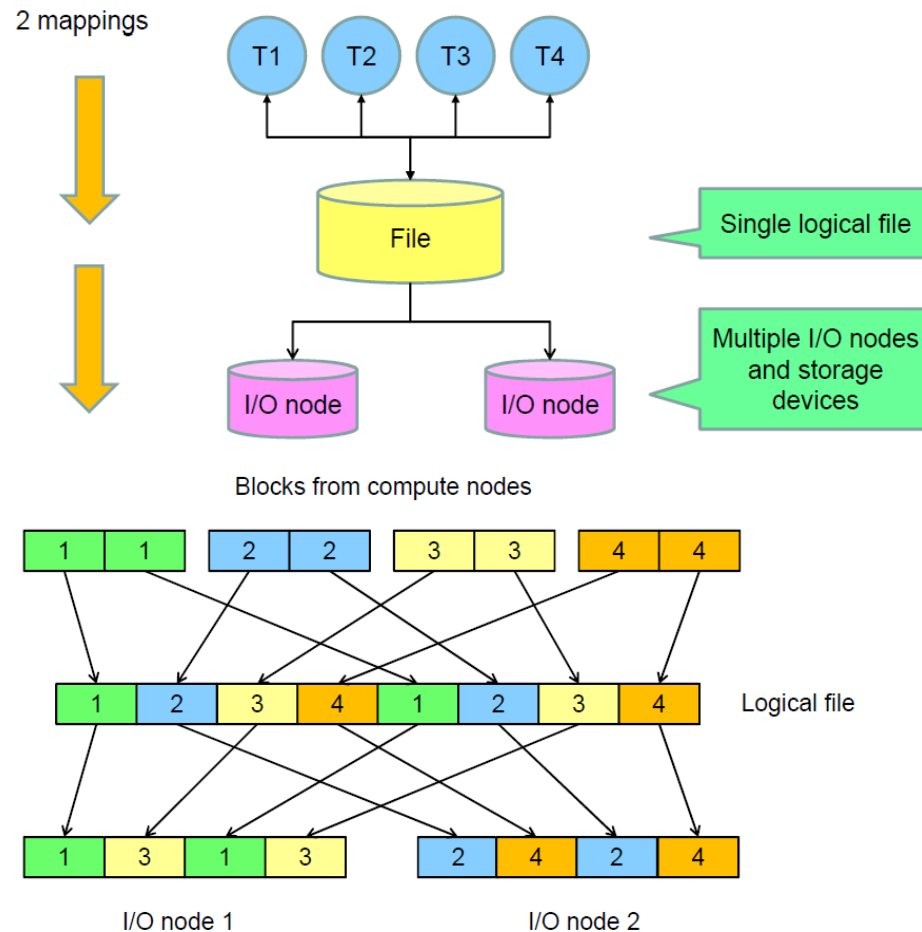 2 mappings
T1 T2 T3 T4
File
Single logical file
I/O node I/O node
Multiple I/O nodes
and storage
devices
Blocks from compute nodes
1 1 2 2 3 3 4 4
1 2 3 4 1 2 3 4
Logical file
1 3 1 3 2 4 2 4
I/O node 1 I/O node 2